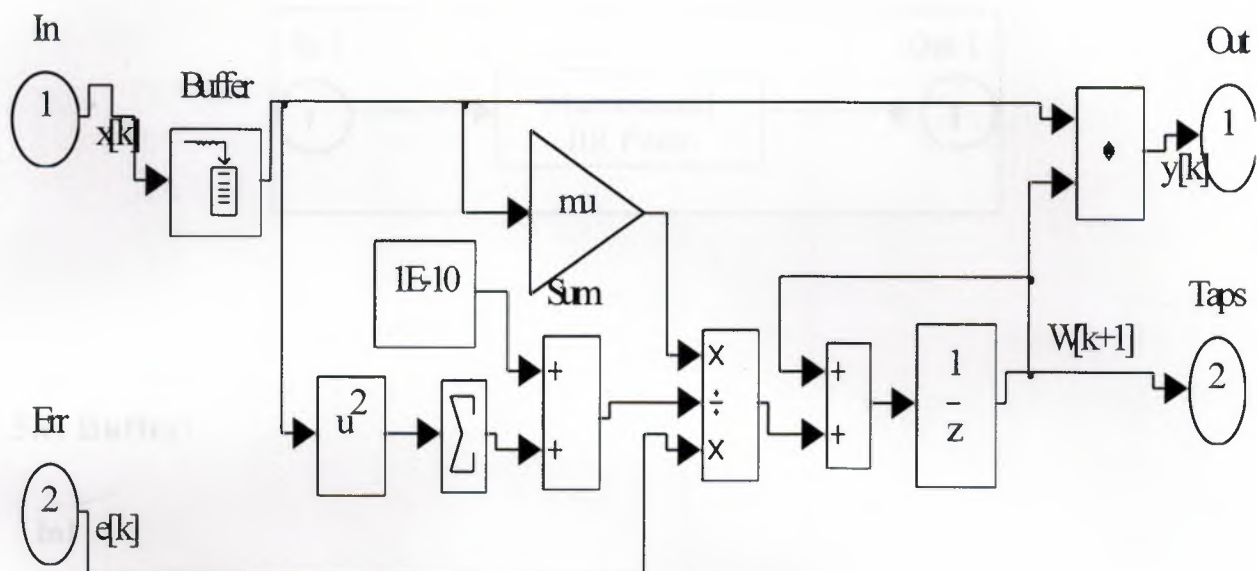 In
1
x[k]
Buffer
mu
1E-10
Sum
u²
+
+
X
÷
X
+
+
1
z
W[k+1]
Out
1
y[k]
Taps
2
Err
2
e[k]